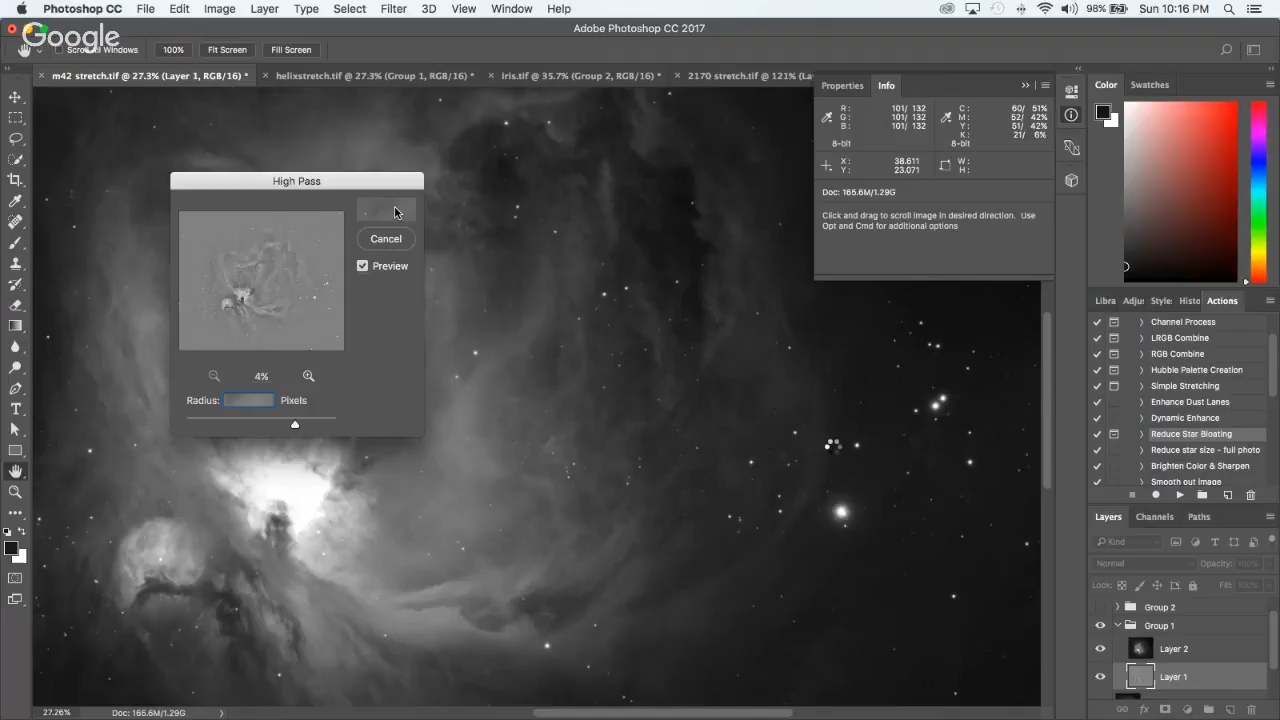 Photoshop CC File Edit Image Layer Type Select Filter 3D View Window Help 98% Sun 10:16 PM
Adobe Photoshop CC 2017
Google
Scroll All Windows 100% Fit Screen Fill Screen
m42 stretch.tif @ 27.3% (Layer 1, RGB/16) * helixstretch.tif @ 27.3% (Group 1, RGB/16) * iris.tif @ 35.7% (Group 2, RGB/16) * 2170 stretch.tif @ 121% (La
Properties Info
R: 101/ 132
G: 101/ 132
B: 101/ 132
8-bit
C: 60/ 51%
M: 52/ 42%
Y: 51/ 42%
K: 21/ 6%
8-bit
X: 38.611
Y: 23.071
W:
H:
Doc: 165.6M/1.29G
Click and drag to scroll image in desired direction. Use
Opt and Cmd for additional options
High Pass
Cancel
Preview
4%
Radius: Pixels
Color Swatches
Libra Adju Style Histo Actions
Channel Process
LRGB Combine
RGB Combine
Hubble Palette Creation
Simple Stretching
Enhance Dust Lanes
Dynamic Enhance
Reduce Star Bloating
Reduce star size - full photo
Brighten Color & Sharpen
Smooth out image
Layers Channels Paths
Kind
Normal Opacity: 100%
Lock: Fill: 100%
Group 2
Group 1
Layer 2
Layer 1
27.26% Doc: 165.6M/1.29G